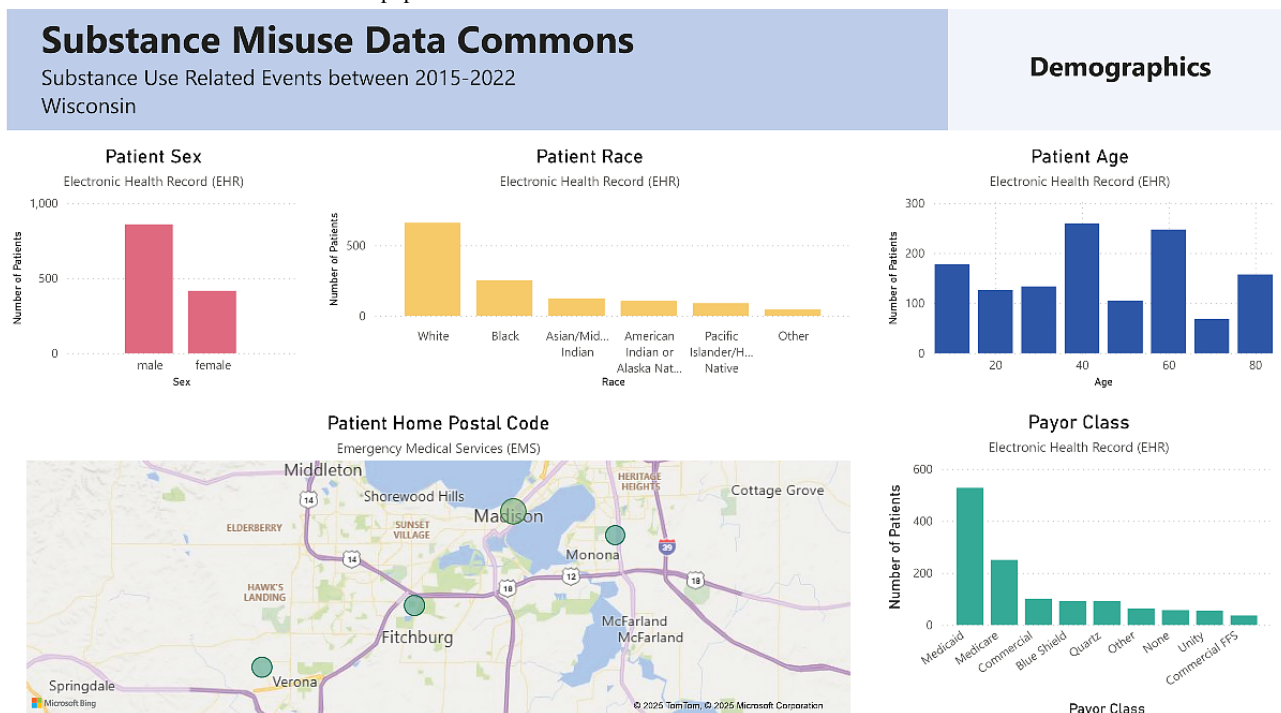 Substance Misuse Data Commons
Substance Use Related Events between 2015-2022
Wisconsin
Demographics
Patient Sex
Electronic Health Record (EHR)
1,000
500
0
Number of Patients
male
female
Sex
Patient Race
Electronic Health Record (EHR)
500
0
Number of Patients
White
Black
Asian/Mid...
Indian
American
Indian or
Alaska Nat...
Pacific
Islander/H...
Native
Other
Race
Patient Age
Electronic Health Record (EHR)
300
200
100
0
Number of Patients
20
40
60
80
Age
Patient Home Postal Code
Emergency Medical Services (EMS)
Middleton
HERITAGE
HEIGHTS
14
Shorewood Hills
Cottage Grove
Madison
ELDERBERRY
SUNSET
VILLAGE
39
14
Monona
12
18
18
HAWK'S
LANDING
Fitchburg
McFarland
McFarland
Verona
Springdale
Microsoft Bing
© 2025 TomTom, © 2025 Microsoft Corporation
Payor Class
Electronic Health Record (EHR)
600
400
200
0
Number of Patients
Medicaid
Medicare
Commercial
Blue Shield
Quartz
Other
None
Unity
Commercial FFS
Payor Class